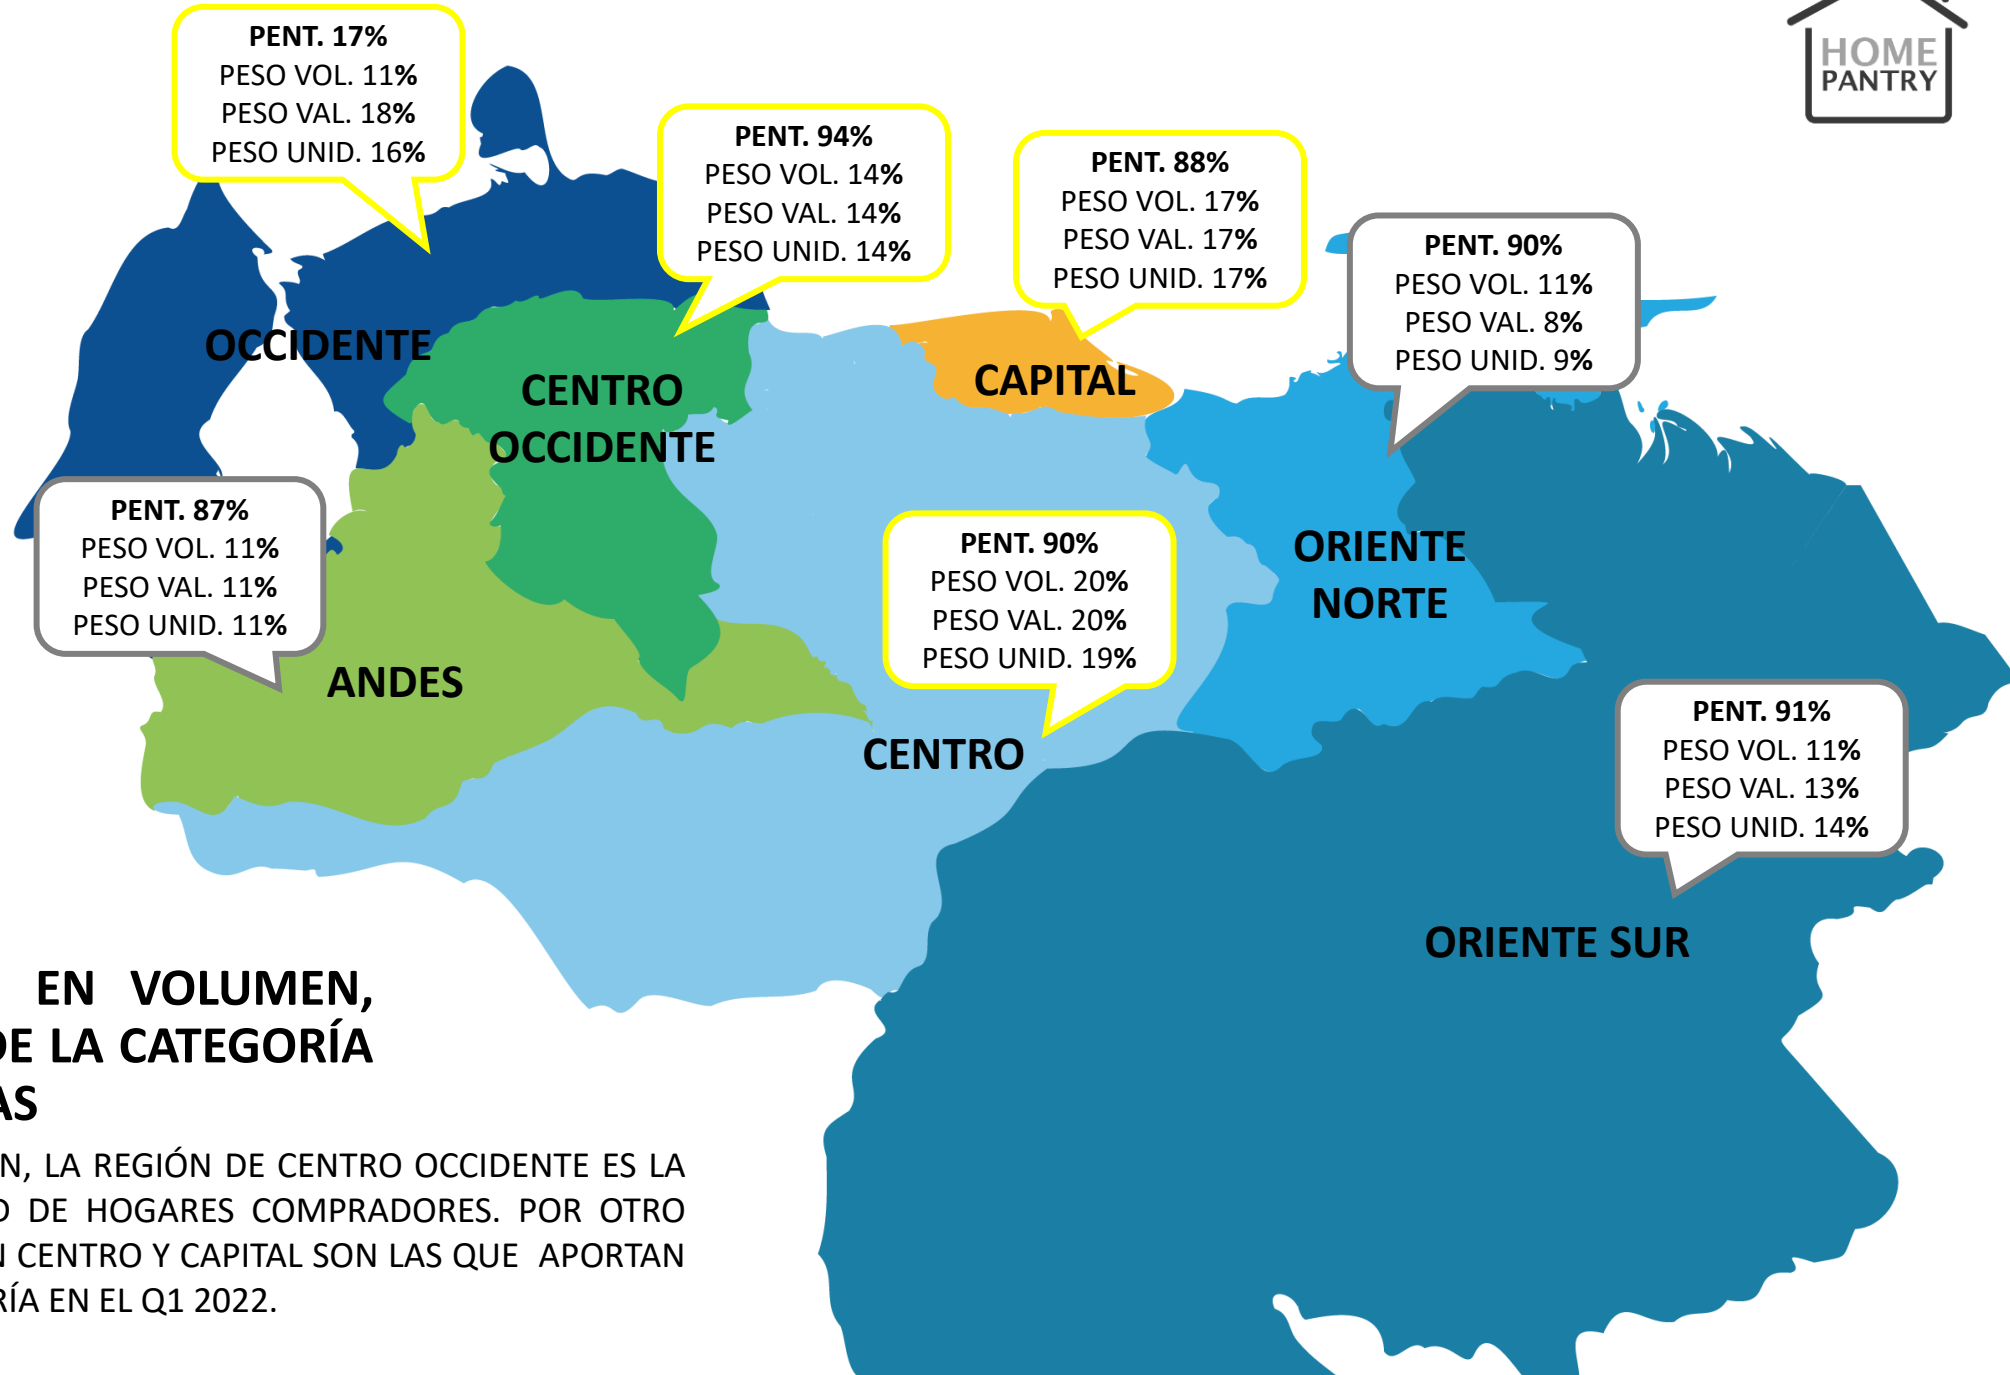 HOME
PANTRY
PENT. 17%
PESO VOL. 11%
PESO VAL. 18%
PESO UNID. 16%
PENT. 94%
PESO VOL. 14%
PESO VAL. 14%
PESO UNID. 14%
PENT. 88%
PESO VOL. 17%
PESO VAL. 17%
PESO UNID. 17%
PENT. 90%
PESO VOL. 11%
PESO VAL. 8%
PESO UNID. 9%
OCCIDENTE
CENTRO
OCCIDENTE
CAPITAL
PENT. 87%
PESO VOL. 11%
PESO VAL. 11%
PESO UNID. 11%
PENT. 90%
PESO VOL. 20%
PESO VAL. 20%
PESO UNID. 19%
ORIENTE
NORTE
ANDES
CENTRO
PENT. 91%
PESO VOL. 11%
PESO VAL. 13%
PESO UNID. 14%
ORIENTE SUR
EN VOLUMEN,
DE LA CATEGORÍA
AS
N, LA REGIÓN DE CENTRO OCCIDENTE ES LA
D DE HOGARES COMPRADORES. POR OTRO
N CENTRO Y CAPITAL SON LAS QUE APORTAN
RÍA EN EL Q1 2022.